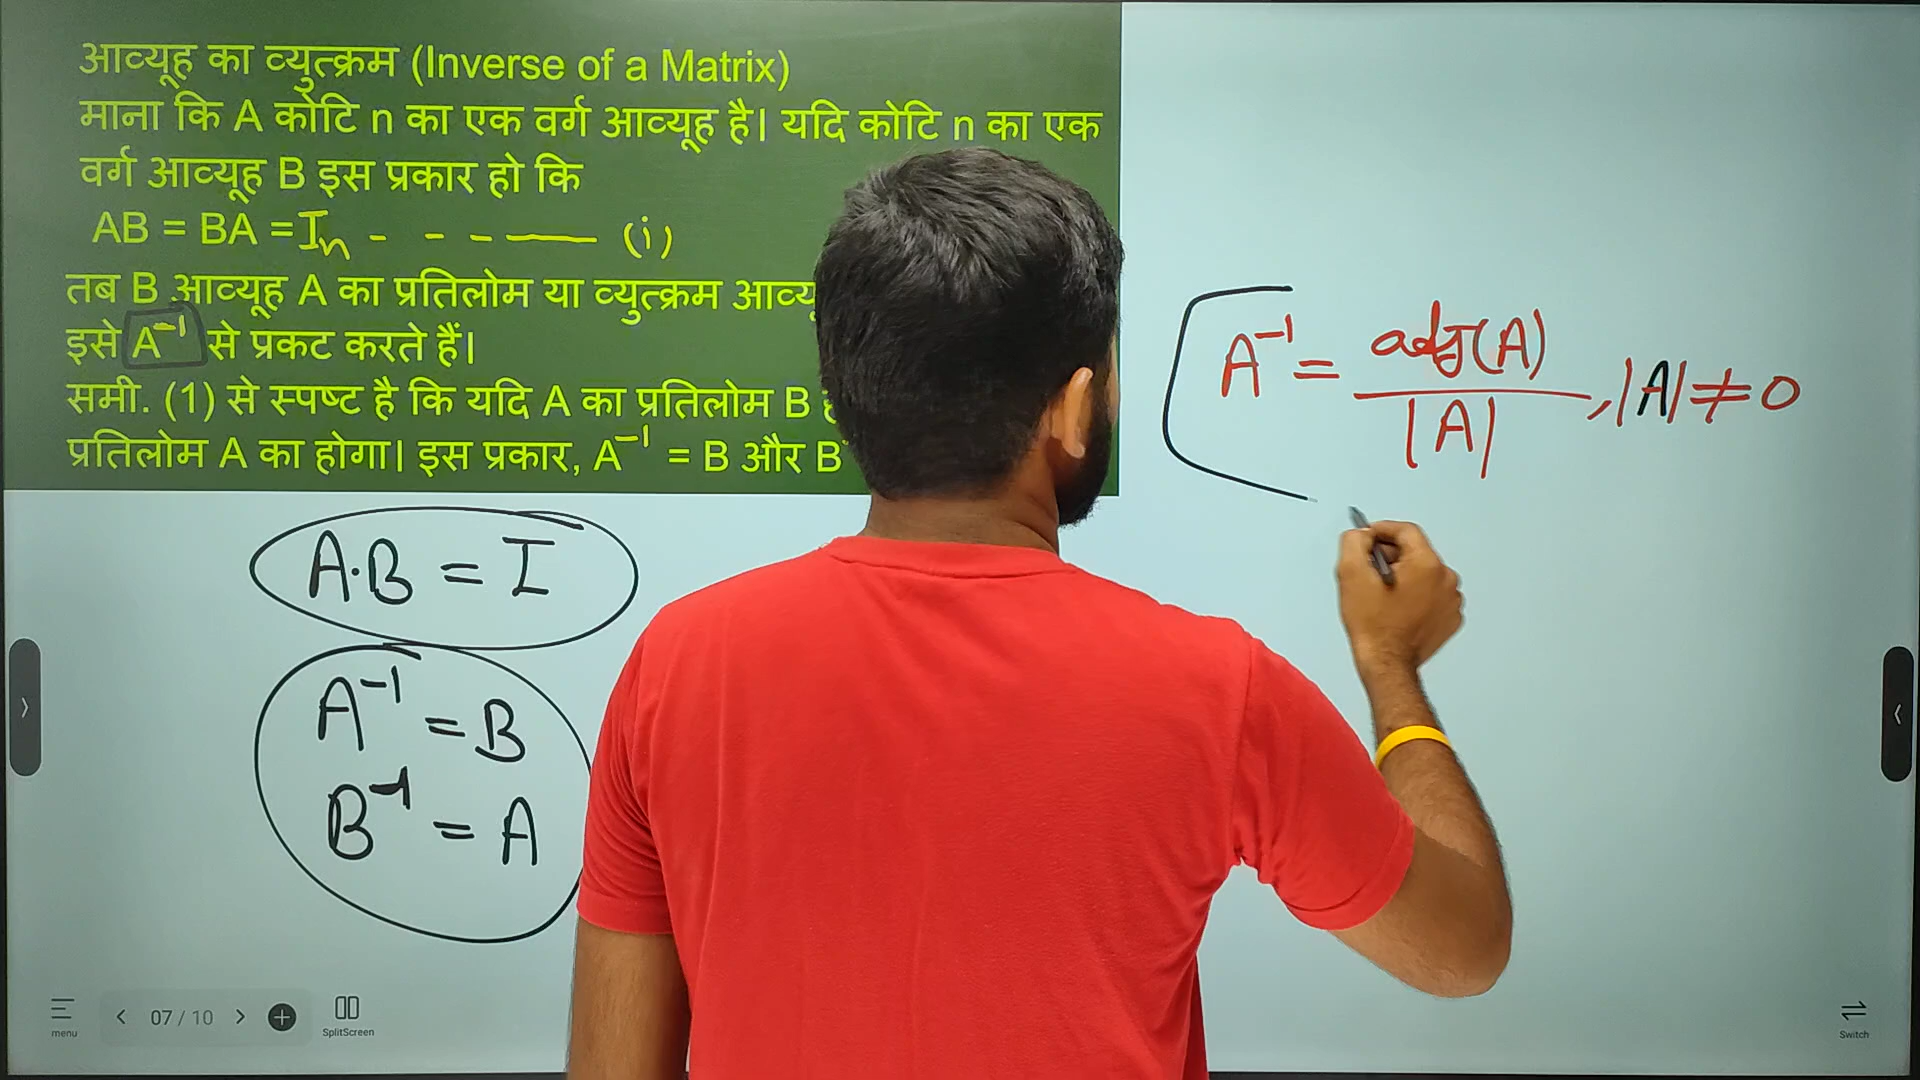 आव्यूह का व्युत्क्रम (Inverse of a Matrix)
माना कि A कोटि n का एक वर्ग आव्यूह है। यदि कोटि n का एक
वर्ग आव्यूह B इस प्रकार हो कि
AB = BA = Iₙ - - - — (i)
तब B आव्यूह A का प्रतिलोम या व्युत्क्रम
इसे A⁻¹ से प्रकट करते हैं।
समी. (1) से स्पष्ट है कि यदि A का प्रतिलोम B
प्रतिलोम A का होगा। इस प्रकार, A⁻¹ = B और B
A·B = I
A⁻¹ = B
B⁻¹ = A
A⁻¹ = adj(A) / |A| , |A| ≠ 0
menu
07 / 10
SplitScreen
Switch